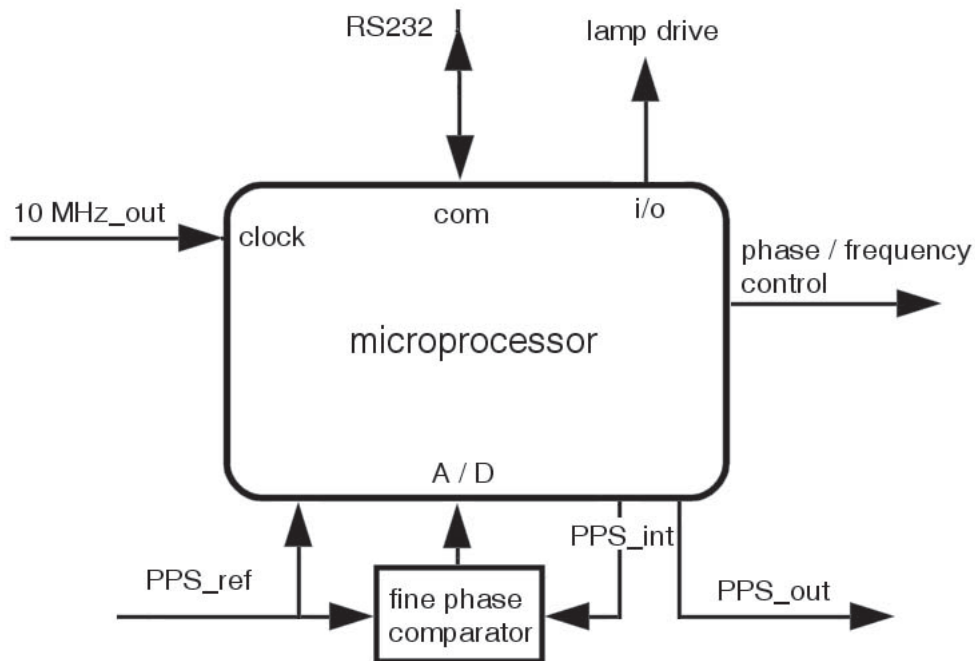 RS232
lamp drive
10 MHz_out
clock
com
i/o
phase / frequency
control
microprocessor
A / D
PPS_ref
PPS_int
PPS_out
fine phase
comparator